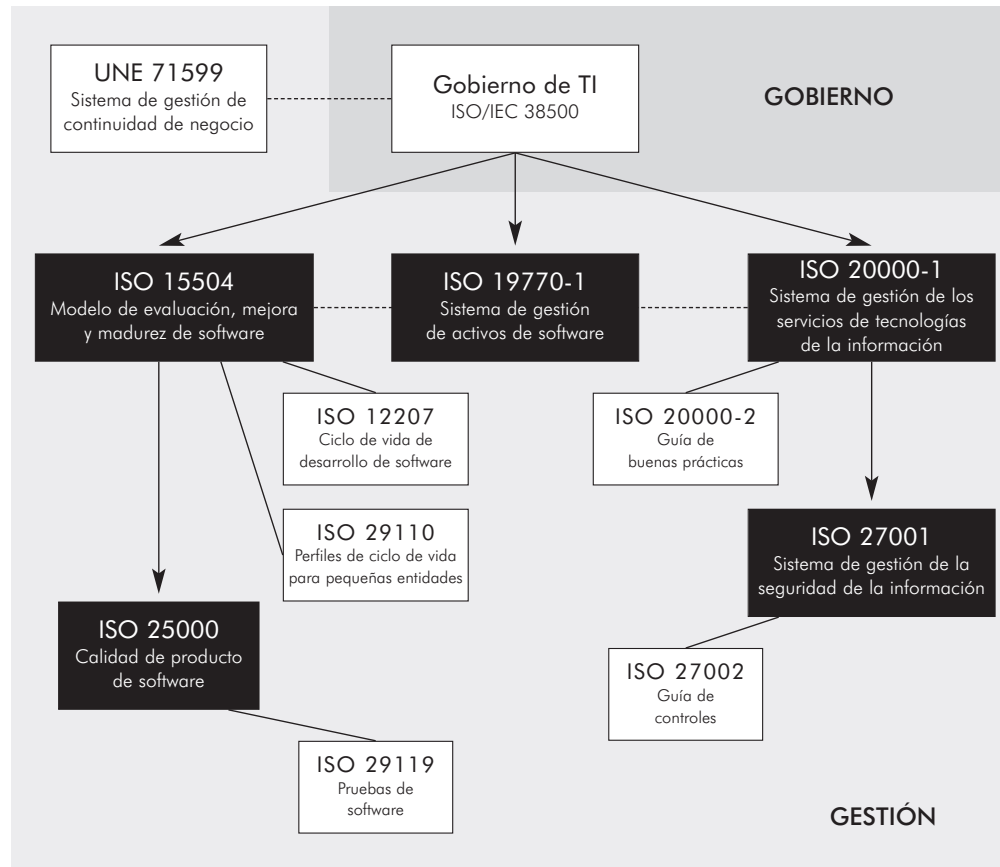 UNE 71599
Sistema de gestión de
continuidad de negocio
Gobierno de TI
ISO/IEC 38500
GOBIERNO
ISO 15504
Modelo de evaluación, mejora
y madurez de software
ISO 19770-1
Sistema de gestión
de activos de software
ISO 20000-1
Sistema de gestión de los
servicios de tecnologías
de la información
ISO 12207
Ciclo de vida de
desarrollo de software
ISO 20000-2
Guía de
buenas prácticas
ISO 29110
Perfiles de ciclo de vida
para pequeñas entidades
ISO 27001
Sistema de gestión de la
seguridad de la información
ISO 25000
Calidad de producto
de software
ISO 27002
Guía de
controles
ISO 29119
Pruebas de
software
GESTIÓN